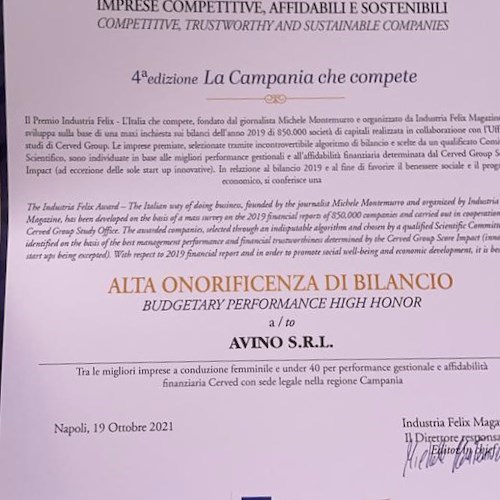 IMPRESE COMPETITIVE, AFFIDABILI E SOSTENIBILI
COMPETITIVE, TRUSTWORTHY AND SUSTAINABLE COMPANIES
4ªedizione La Campania che compete
Il Premio Industria Felix - L'Italia che compete, fondato dal giornalista Michele Montemurro e organizzato da Industria Felix Magazine
sviluppa sulla base di una maxi inchiesta sui bilanci dell'anno 2019 di 850.000 società di capitali realizzata in collaborazione con l'Uff
studi di Cerved Group. Le imprese premiate, selezionate tramite incontrovertibile algoritmo di bilancio e scelte da un qualificato Comi
Scientifico, sono individuate in base alle migliori performance gestionali e all'affidabilità finanziaria determinata dal Cerved Group S
Impact (ad eccezione delle sole start up innovative). In relazione al bilancio 2019 e al fine di favorire il benessere sociale e il prog
economico, si conferisce una
The Industria Felix Award – The Italian way of doing business, founded by the journalist Michele Montemurro and organized by Industria
Magazine, has been developed on the basis of a max survey on the 2019 financial reports of 850,000 companies and carried out in cooperation
Cerved Group Study Office. The awarded companies, selected through an indisputable algorithm and chosen by a qualified Scientific Committ
identified on the basis of the best management performance and financial trustworthiness determined by the Cerved Group Score Impact (inno
start ups being excepted). With respect to 2019 financial report and in order to promote social well-being and economic development, it is be
ALTA ONORIFICENZA DI BILANCIO
BUDGETARY PERFORMANCE HIGH HONOR
a / to
AVINO S.R.L.
Tra le migliori imprese a conduzione femminile e under 40 per performance gestionale e affidabilità
finanziaria Cerved con sede legale nella regione Campania
Napoli, 19 Ottobre 2021
Industria Felix Maga
Il Direttore responsa
Editor in chief